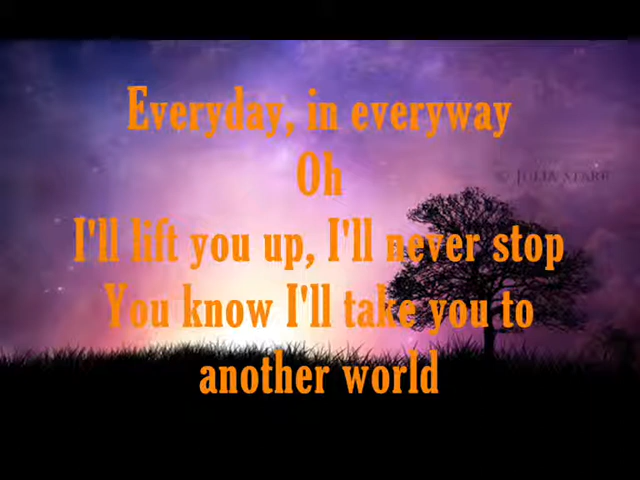 Everyday, in everyway
Oh
© JULIA STARR
I'll lift you up, I'll never stop
You know I'll take you to
another world